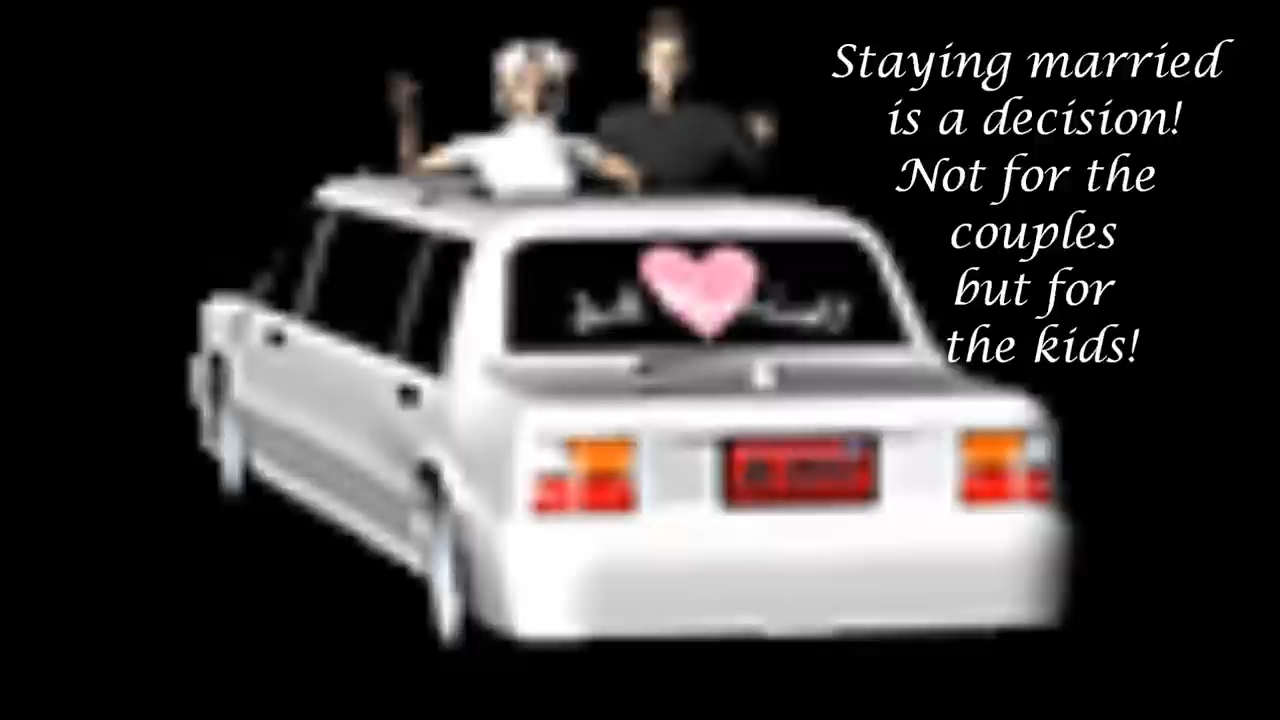 Staying married
is a decision!
Not for the
couples
but for
the kids!